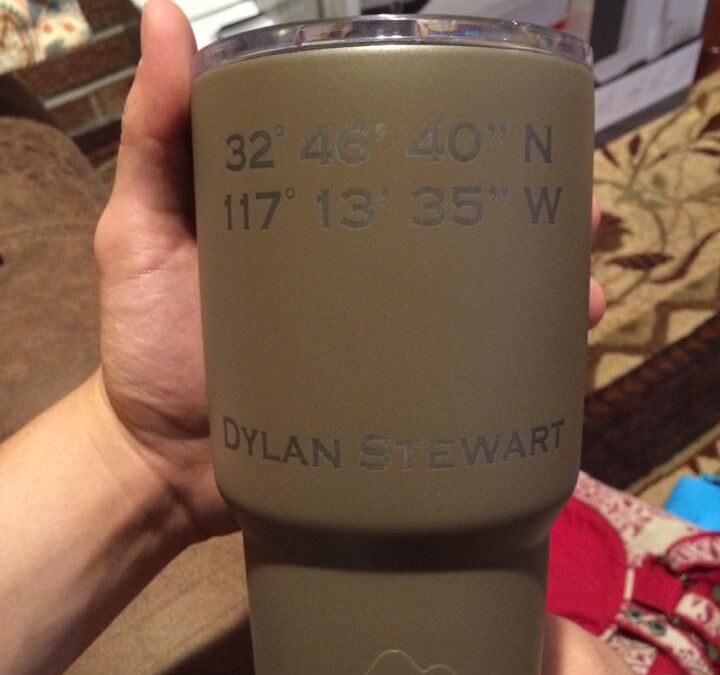 32° 46' 40” N
117° 13' 35” W
DYLAN STEWART